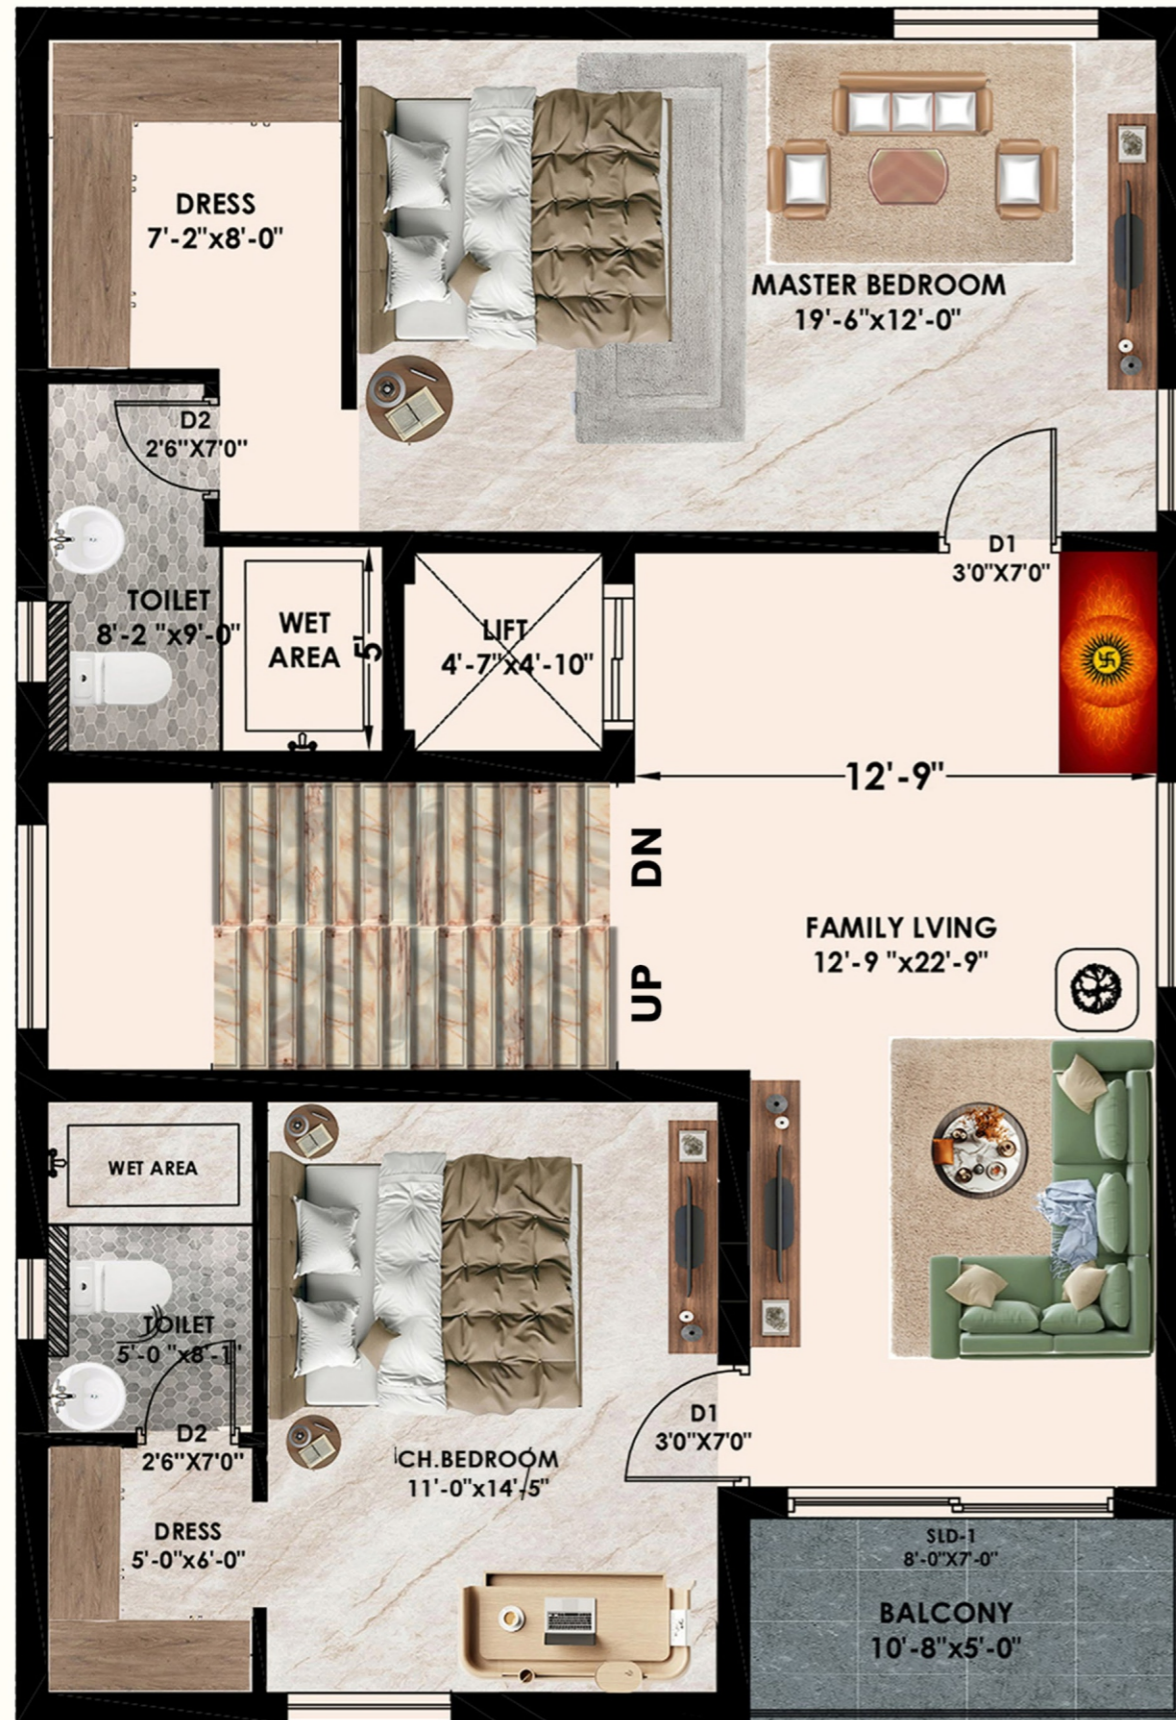 DRESS
7'-2"x8'-0"
MASTER BEDROOM
19'-6"x12'-0"
D2
2'6"X7'0"
D1
3'0"X7'0"
TOILET
8'-2 "x9'-0"
WET
AREA
5'
LIFT
4'-7"x4'-10"
12'-9"
DN
UP
FAMILY LVING
12'-9 "x22'-9"
WET AREA
TOILET
5'-0 "x8'-1"
D2
2'6"X7'0"
D1
3'0"X7'0"
CH.BEDROOM
11'-0"x14'-5"
DRESS
5'-0"x6'-0"
SLD-1
8'-0"X7'-0"
BALCONY
10'-8"x5'-0"